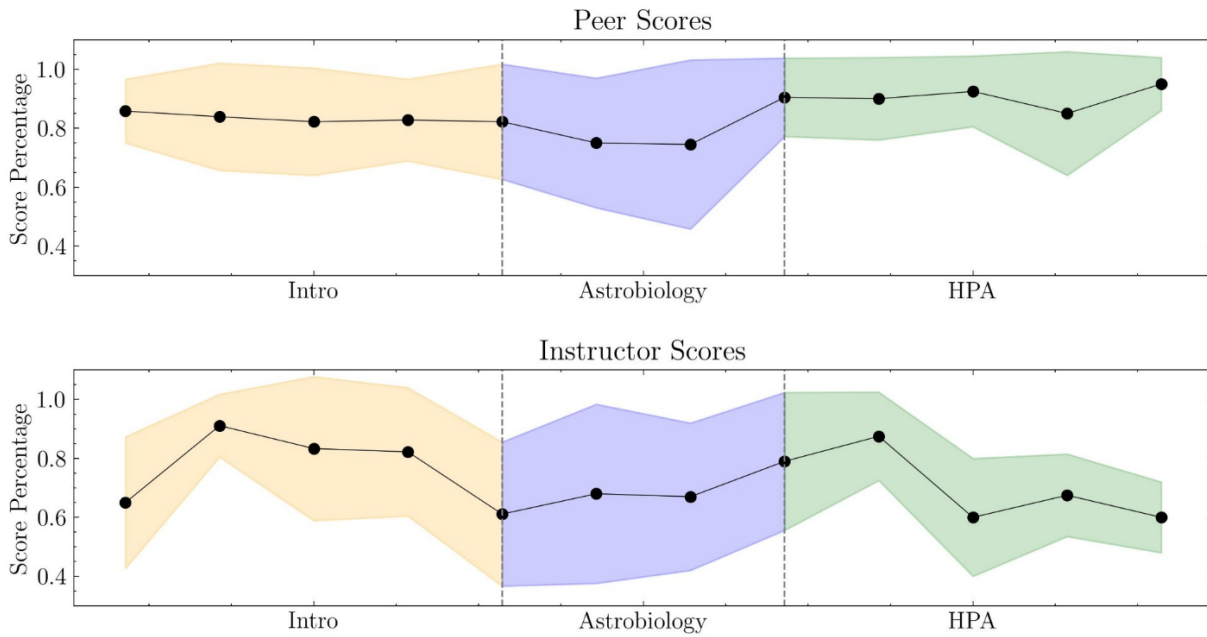 Peer Scores
Score Percentage
1.0
0.8
0.6
0.4
Intro Astrobiology HPA
Instructor Scores
Score Percentage
1.0
0.8
0.6
0.4
Intro Astrobiology HPA